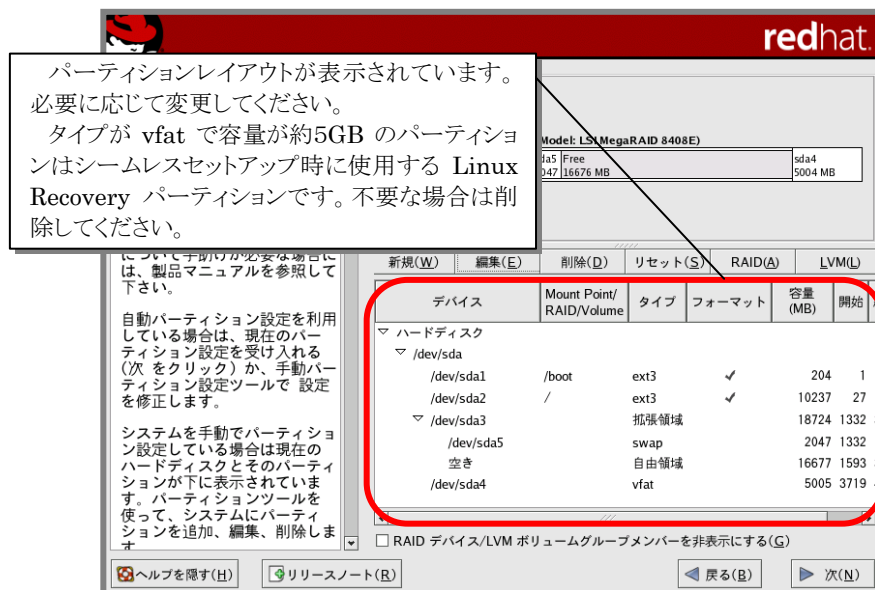 redhat.
パーティションレイアウトが表示されています。
必要に応じて変更してください。
タイプが vfat で容量が約5GB のパーティショ
ンはシームレスセットアップ時に使用する Linux
Recovery パーティションです。不要な場合は削
除してください。
Model: LSI MegaRAID 8408E)
Free
16676 MB
sda4
5004 MB
は、製品マニュアルを参照して
下さい。
自動パーティション設定を利用
している場合は、現在のパー
ティション設定を受け入れる
(次 をクリック) か、手動パー
ティション設定ツールで 設定
を修正します。
システムを手動でパーティショ
ン設定している場合は現在の
ハードディスクとそのパーティ
ションが下に表示されていま
す。パーティションツールを
使って、システムにパーティ
ションを追加、編集、削除しま
新規(W) 編集(E) 削除(D) リセット(S) RAID(A) LVM(L)
デバイス Mount Point/ RAID/Volume タイプ フォーマット 容量 (MB) 開始
ハードディスク
/dev/sda
/dev/sda1 /boot ext3 ✓ 204 1
/dev/sda2 / ext3 ✓ 10237 27
/dev/sda3 拡張領域 18724 1332
/dev/sda5 swap 2047 1332
空き 自由領域 16677 1593
/dev/sda4 vfat 5005 3719
RAID デバイス/LVM ボリュームグループメンバーを非表示にする(G)
ヘルプを隠す(H) リリースノート(R) 戻る(B) 次(N)